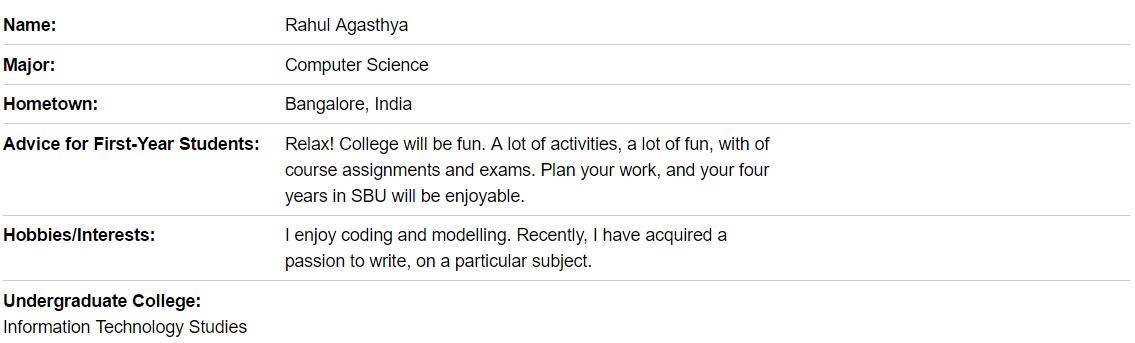 Name: Rahul Agasthya
Major: Computer Science
Hometown: Bangalore, India
Advice for First-Year Students: Relax! College will be fun. A lot of activities, a lot of fun, with of
course assignments and exams. Plan your work, and your four
years in SBU will be enjoyable.
Hobbies/Interests: I enjoy coding and modelling. Recently, I have acquired a
passion to write, on a particular subject.
Undergraduate College:
Information Technology Studies